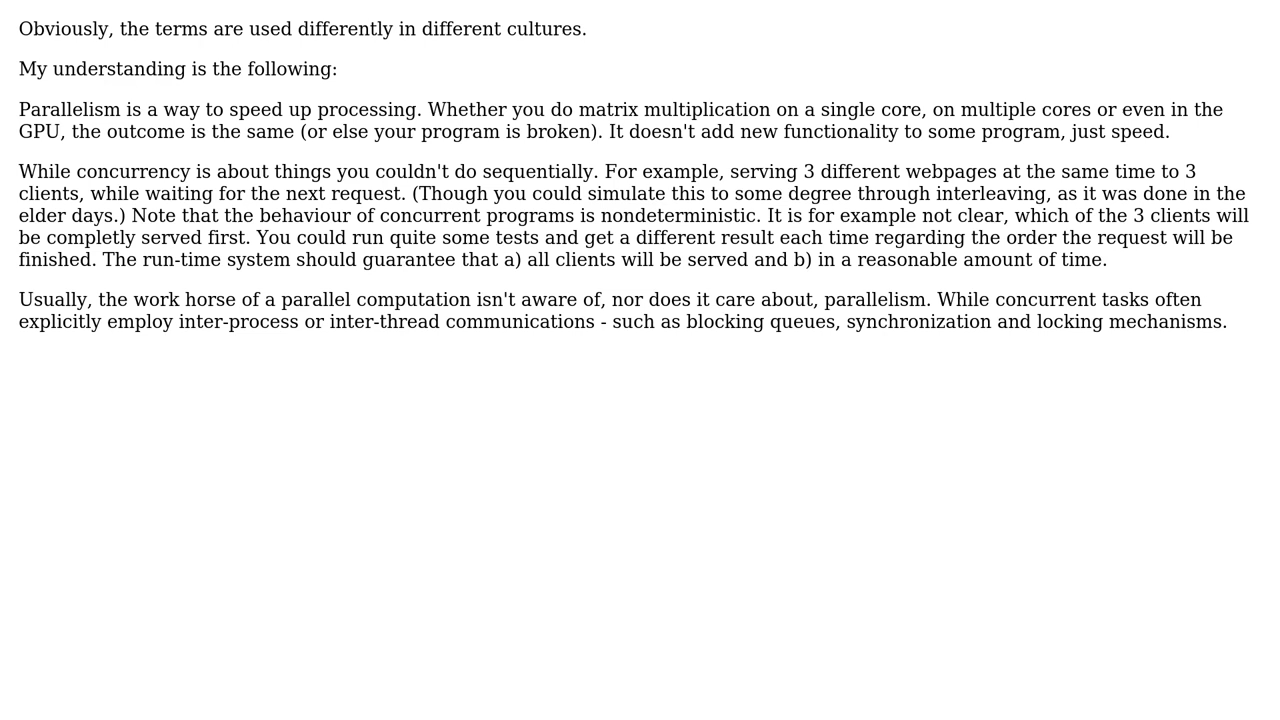 Obviously, the terms are used differently in different cultures.
My understanding is the following:
Parallelism is a way to speed up processing. Whether you do matrix multiplication on a single core, on multiple cores or even in the
GPU, the outcome is the same (or else your program is broken). It doesn't add new functionality to some program, just speed.
While concurrency is about things you couldn't do sequentially. For example, serving 3 different webpages at the same time to 3
clients, while waiting for the next request. (Though you could simulate this to some degree through interleaving, as it was done in the
elder days.) Note that the behaviour of concurrent programs is nondeterministic. It is for example not clear, which of the 3 clients will
be completly served first. You could run quite some tests and get a different result each time regarding the order the request will be
finished. The run-time system should guarantee that a) all clients will be served and b) in a reasonable amount of time.
Usually, the work horse of a parallel computation isn't aware of, nor does it care about, parallelism. While concurrent tasks often
explicitly employ inter-process or inter-thread communications - such as blocking queues, synchronization and locking mechanisms.